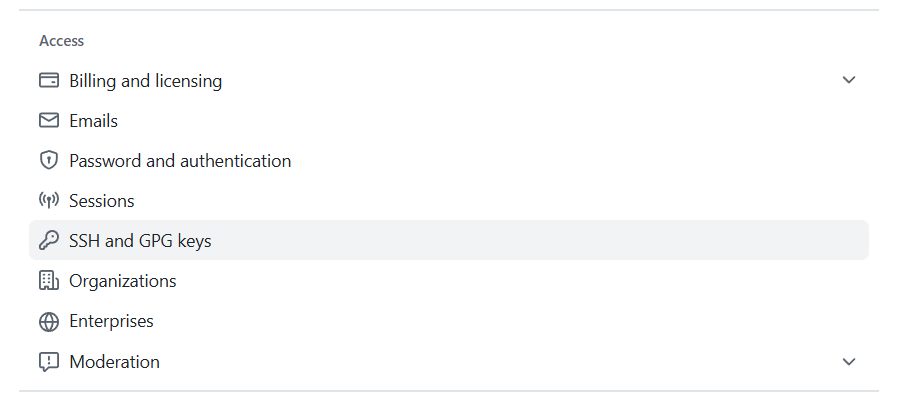 Access
Billing and licensing
Emails
Password and authentication
Sessions
SSH and GPG keys
Organizations
Enterprises
Moderation